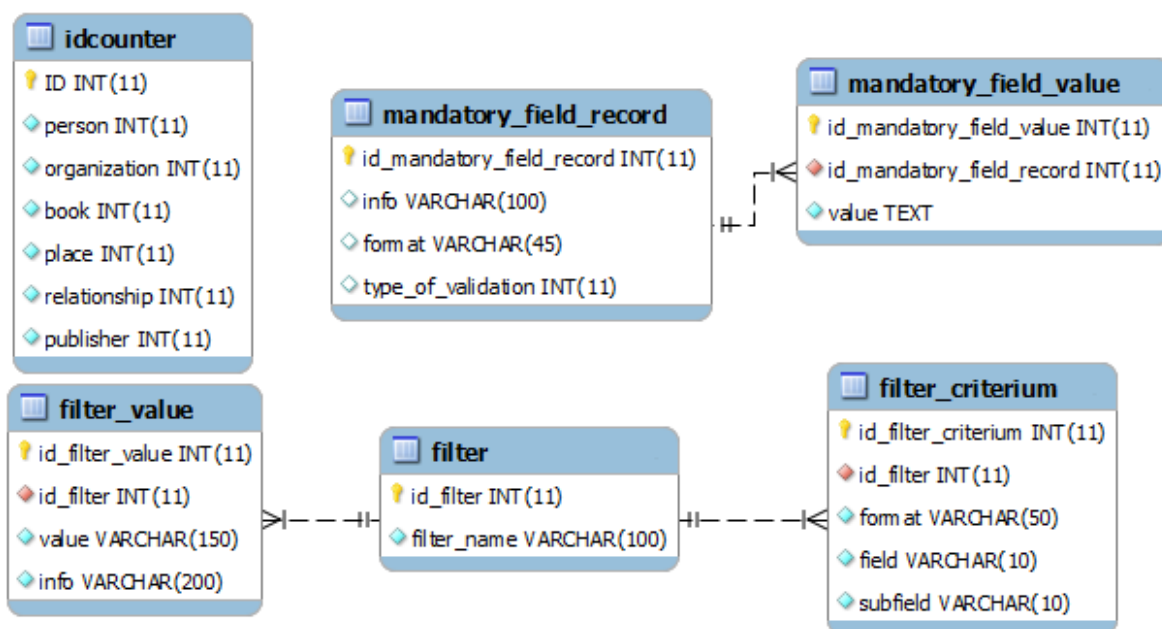 idcounter
ID INT(11)
person INT(11)
organization INT(11)
book INT(11)
place INT(11)
relationship INT(11)
publisher INT(11)
mandatory_field_record
id_mandatory_field_record INT(11)
info VARCHAR(100)
format VARCHAR(45)
type_of_validation INT(11)
mandatory_field_value
id_mandatory_field_value INT(11)
id_mandatory_field_record INT(11)
value TEXT
filter_value
id_filter_value INT(11)
id_filter INT(11)
value VARCHAR(150)
info VARCHAR(200)
filter
id_filter INT(11)
filter_name VARCHAR(100)
filter_criterium
id_filter_criterium INT(11)
id_filter INT(11)
format VARCHAR(50)
field VARCHAR(10)
subfield VARCHAR(10)